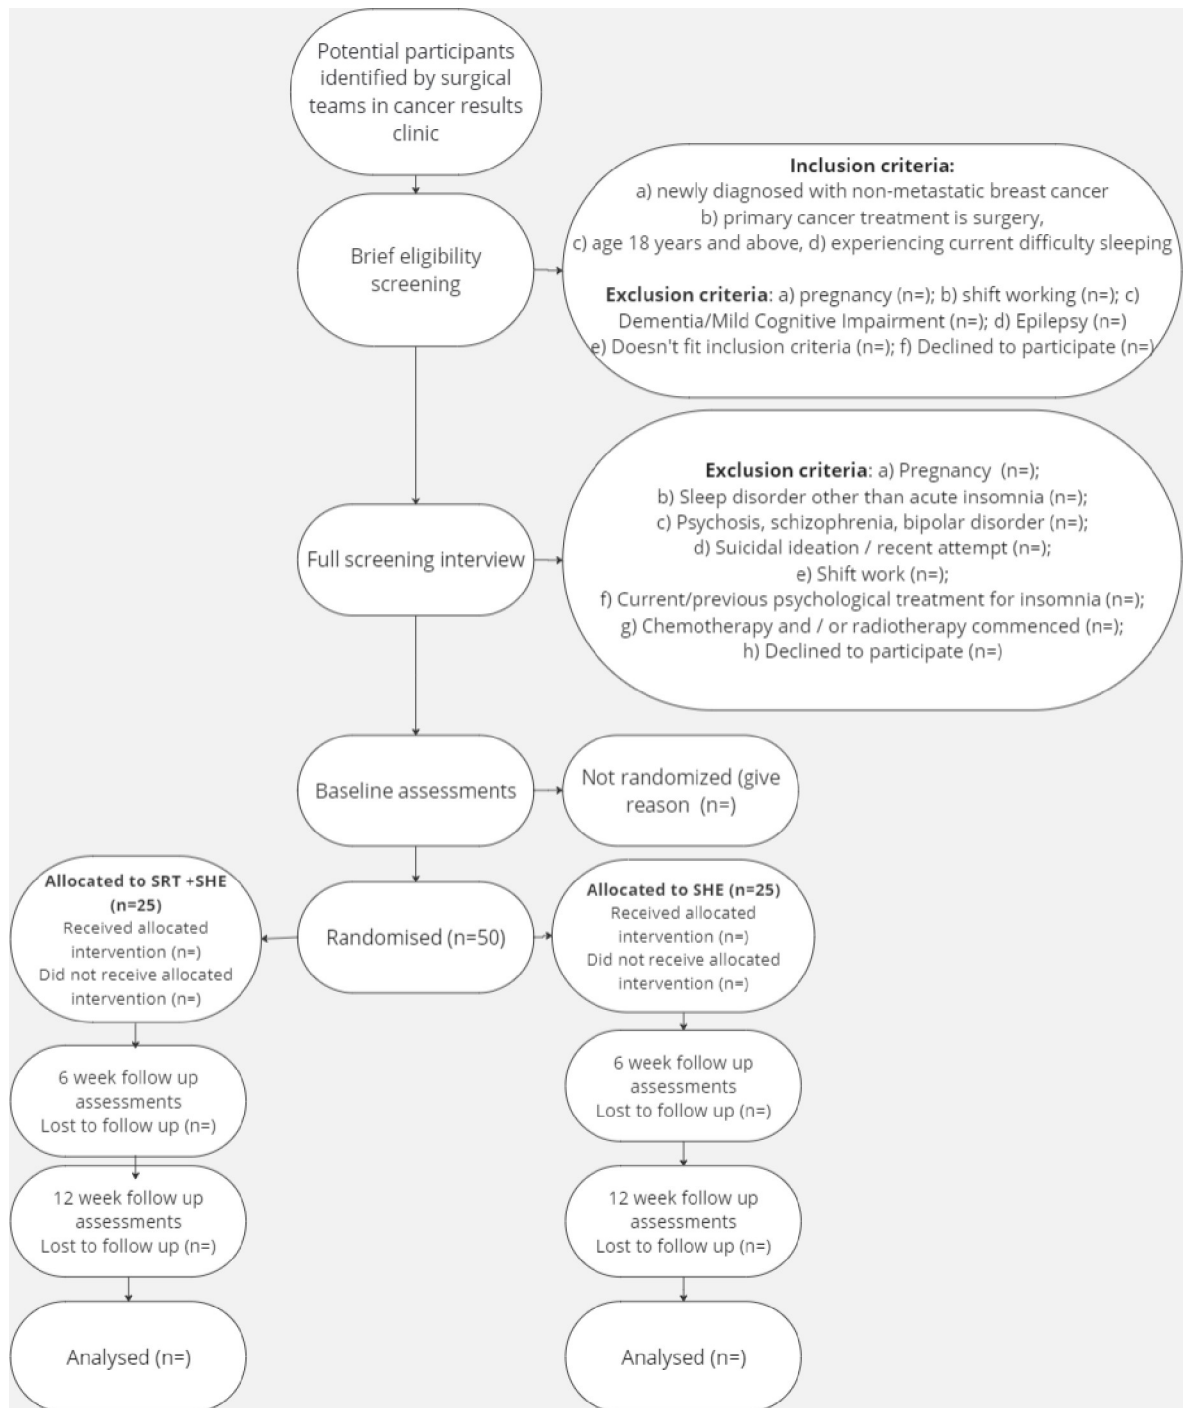 Potential participants
identified by surgical
teams in cancer results
clinic
Inclusion criteria:
a) newly diagnosed with non-metastatic breast cancer
b) primary cancer treatment is surgery,
c) age 18 years and above, d) experiencing current difficulty sleeping
Exclusion criteria: a) pregnancy (n=); b) shift working (n=); c)
Dementia/Mild Cognitive Impairment (n=); d) Epilepsy (n=)
e) Doesn't fit inclusion criteria (n=); f) Declined to participate (n=)
Brief eligibility
screening
Exclusion criteria: a) Pregnancy (n=);
b) Sleep disorder other than acute insomnia (n=);
c) Psychosis, schizophrenia, bipolar disorder (n=);
d) Suicidal ideation / recent attempt (n=);
e) Shift work (n=);
f) Current/previous psychological treatment for insomnia (n=);
g) Chemotherapy and / or radiotherapy commenced (n=);
h) Declined to participate (n=)
Full screening interview
Baseline assessments
Not randomized (give
reason (n=)
Allocated to SRT +SHE
(n=25)
Received allocated
intervention (n=)
Did not receive allocated
intervention (n=)
Randomised (n=50)
Allocated to SHE (n=25)
Received allocated
intervention (n=)
Did not receive allocated
intervention (n=)
6 week follow up
assessments
Lost to follow up (n=)
6 week follow up
assessments
Lost to follow up (n=)
12 week follow up
assessments
Lost to follow up (n=)
12 week follow up
assessments
Lost to follow up (n=)
Analysed (n=)
Analysed (n=)